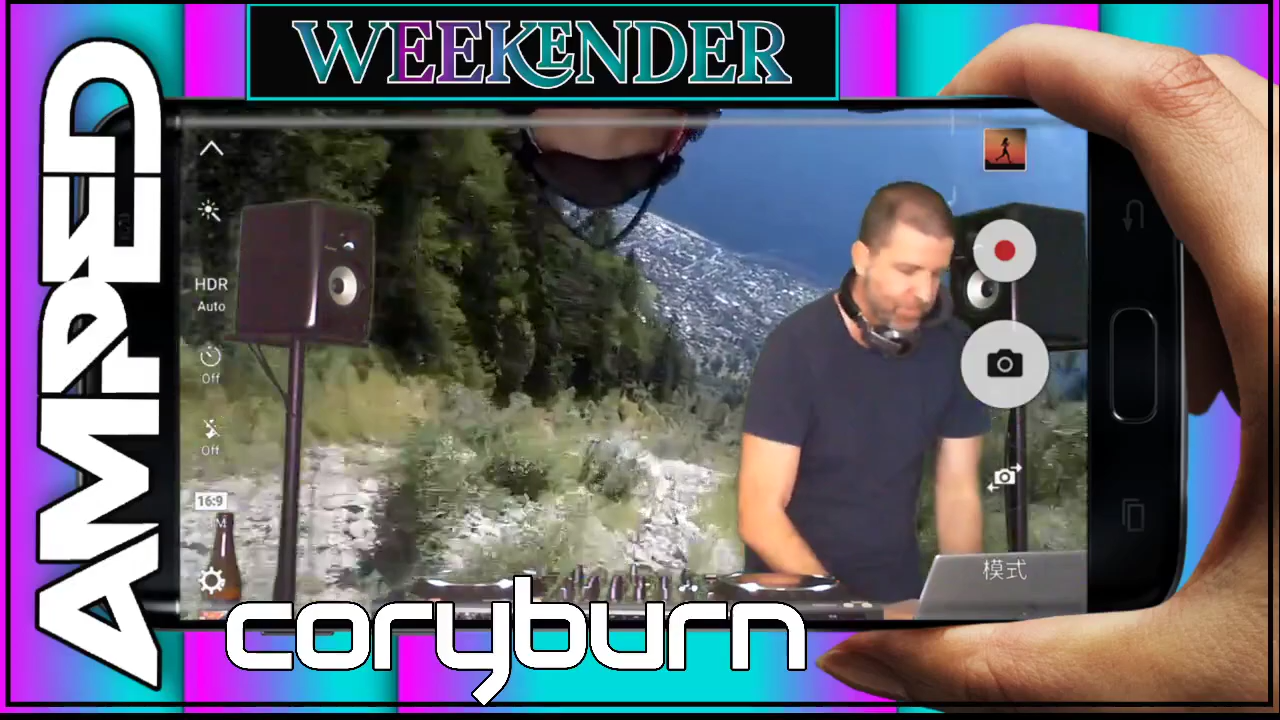 WEEKENDER
AMPED
HDR
Auto
Off
Off
16:9
M
模式
coryburn